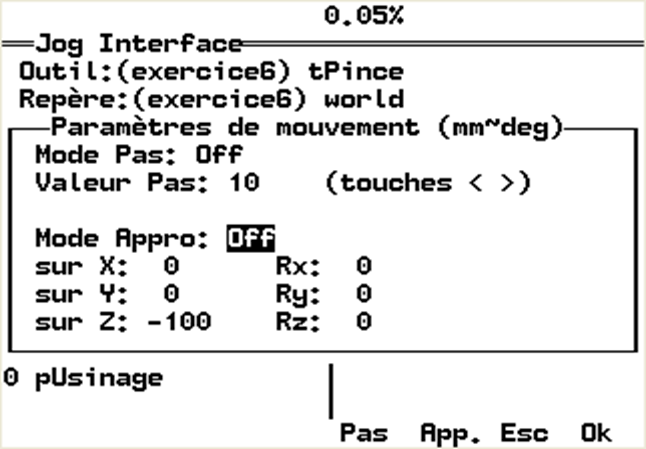 0.05%
Jog Interface
Outil:(exercice6) tPince
Repère:(exercice6) world
Paramètres de mouvement (mm~deg)
Mode Pas: Off
Valeur Pas: 10 (touches < >)
Mode Appro: Off
sur X: 0 Rx: 0
sur Y: 0 Ry: 0
sur Z: -100 Rz: 0
0 pUsinage
Pas App. Esc Ok